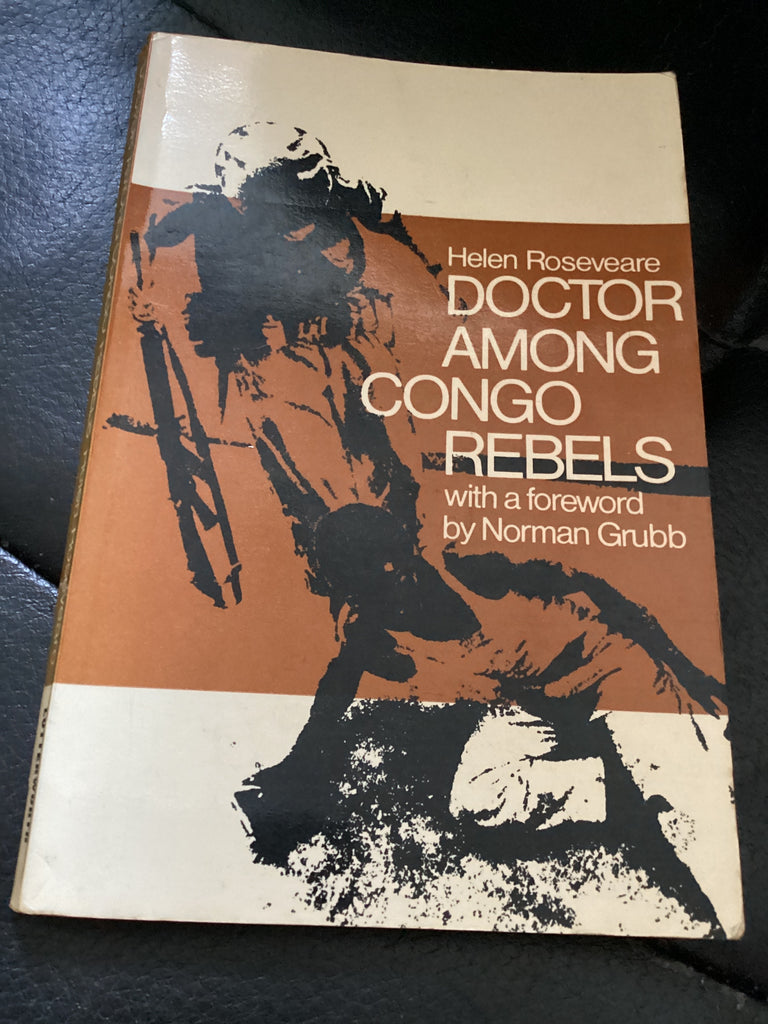 Helen Roseveare
DOCTOR
AMONG
CONGO
REBELS
with a foreword
by Norman Grubb